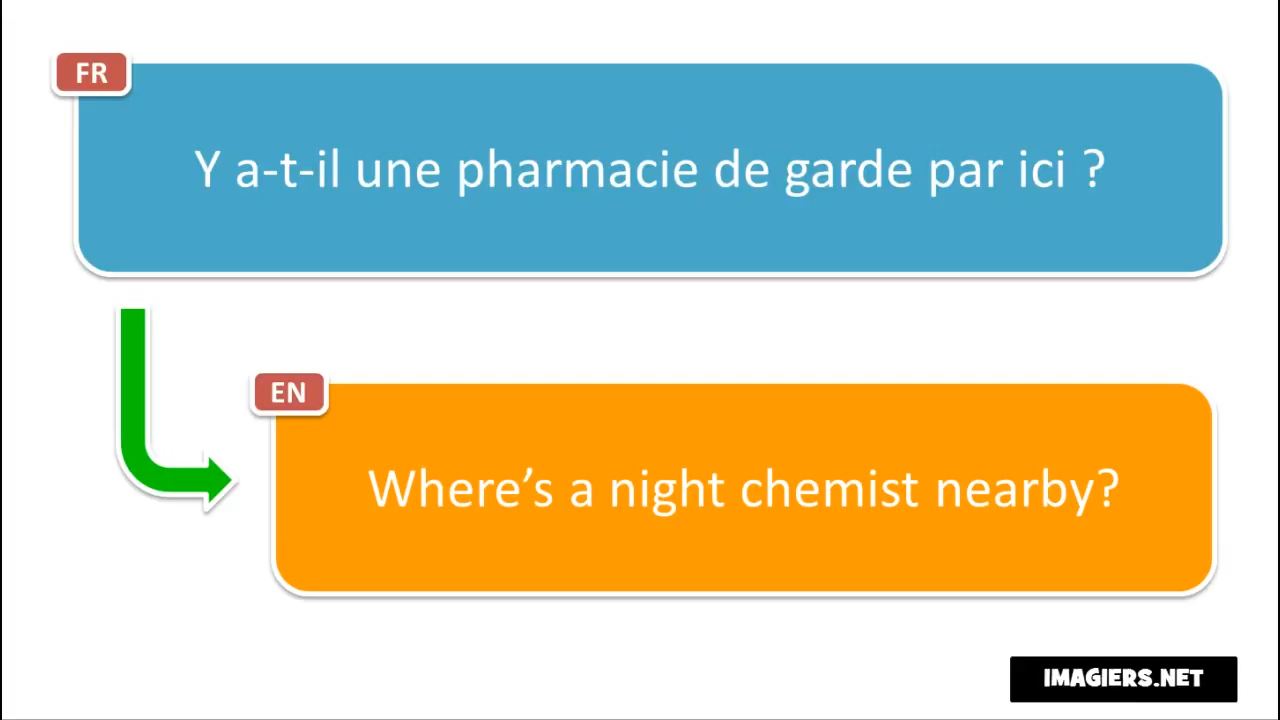 FR
Y a-t-il une pharmacie de garde par ici ?
EN
Where’s a night chemist nearby?
IMAGIERS.NET